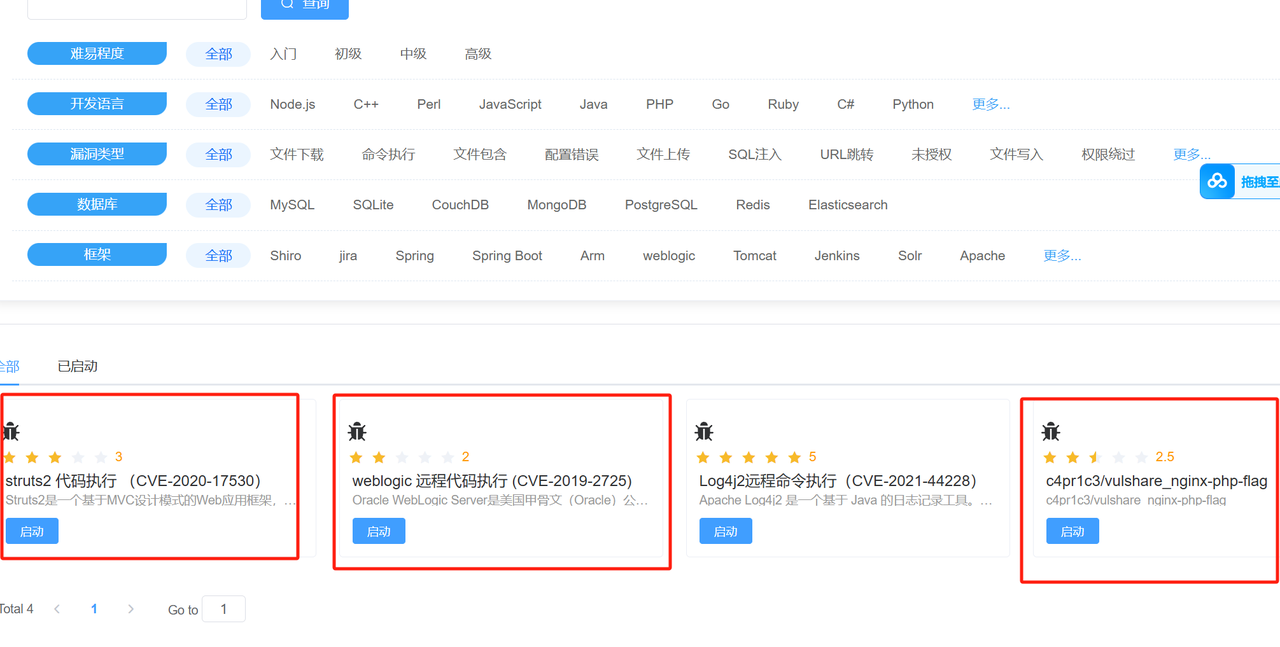 查询
难易程度 全部 入门 初级 中级 高级
开发语言 全部 Node.js C++ Perl JavaScript Java PHP Go Ruby C# Python 更多...
漏洞类型 全部 文件下载 命令执行 文件包含 配置错误 文件上传 SQL注入 URL跳转 未授权 文件写入 权限绕过 更多...
拖拽至
数据库 全部 MySQL SQLite CouchDB MongoDB PostgreSQL Redis Elasticsearch
框架 全部 Shiro jira Spring Spring Boot Arm weblogic Tomcat Jenkins Solr Apache 更多...
全部 已启动
3
struts2 代码执行 （CVE-2020-17530）
Struts2是一个基于MVC设计模式的Web应用框架，...
启动
2
weblogic 远程代码执行 (CVE-2019-2725)
Oracle WebLogic Server是美国甲骨文（Oracle）公...
启动
5
Log4j2远程命令执行（CVE-2021-44228）
Apache Log4j2 是一个基于 Java 的日志记录工具。...
启动
2.5
c4pr1c3/vulshare_nginx-php-flag
c4pr1c3/vulshare_nginx-php-flag
启动
Total 4 1 Go to 1